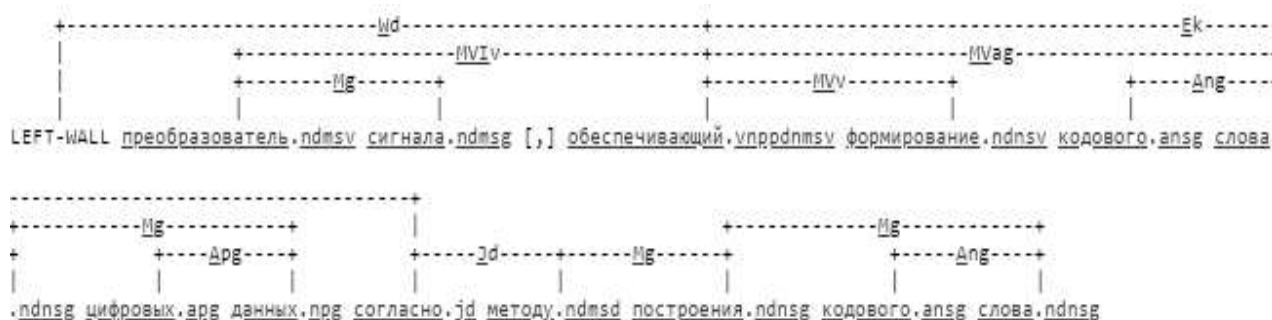 Wd Ek
MVIv MVag
Mg MVv Ang
LEFT-WALL преобразователь.ndmsv сигнала.ndmsg [,] обеспечивающий.vnppdnmsv формирование.ndnsv кодового.ansg слова
Mg Mg
Apg Jd Mg Ang
.ndnsg цифровых.apg данных.npg согласно.jd методу.ndmsd построения.ndnsg кодового.ansg слова.ndnsg